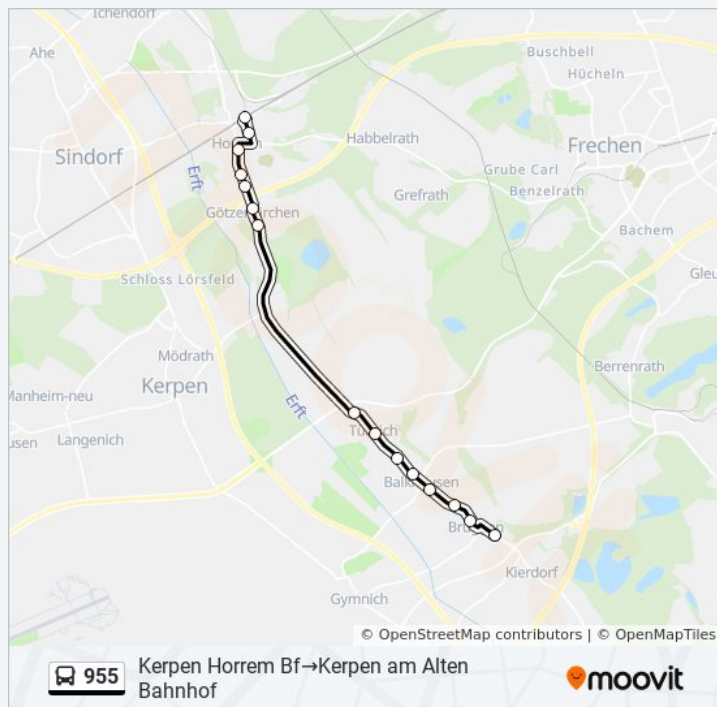 Ichendorf
Ahe
Buschbell
Hücheln
Habbelrath
Sindorf
Frechen
Grube Carl
Erft
Grefrath
Benzelrath
Bachem
Schloss Lörsfeld
Mödrath
Berrenrath
Kerpen
Manheim-neu
Erft
Langenich
Kierdorf
Gymnich
© OpenStreetMap contributors | © OpenMapTiles
955
Kerpen Horrem Bf→Kerpen am Alten
Bahnhof
moovit